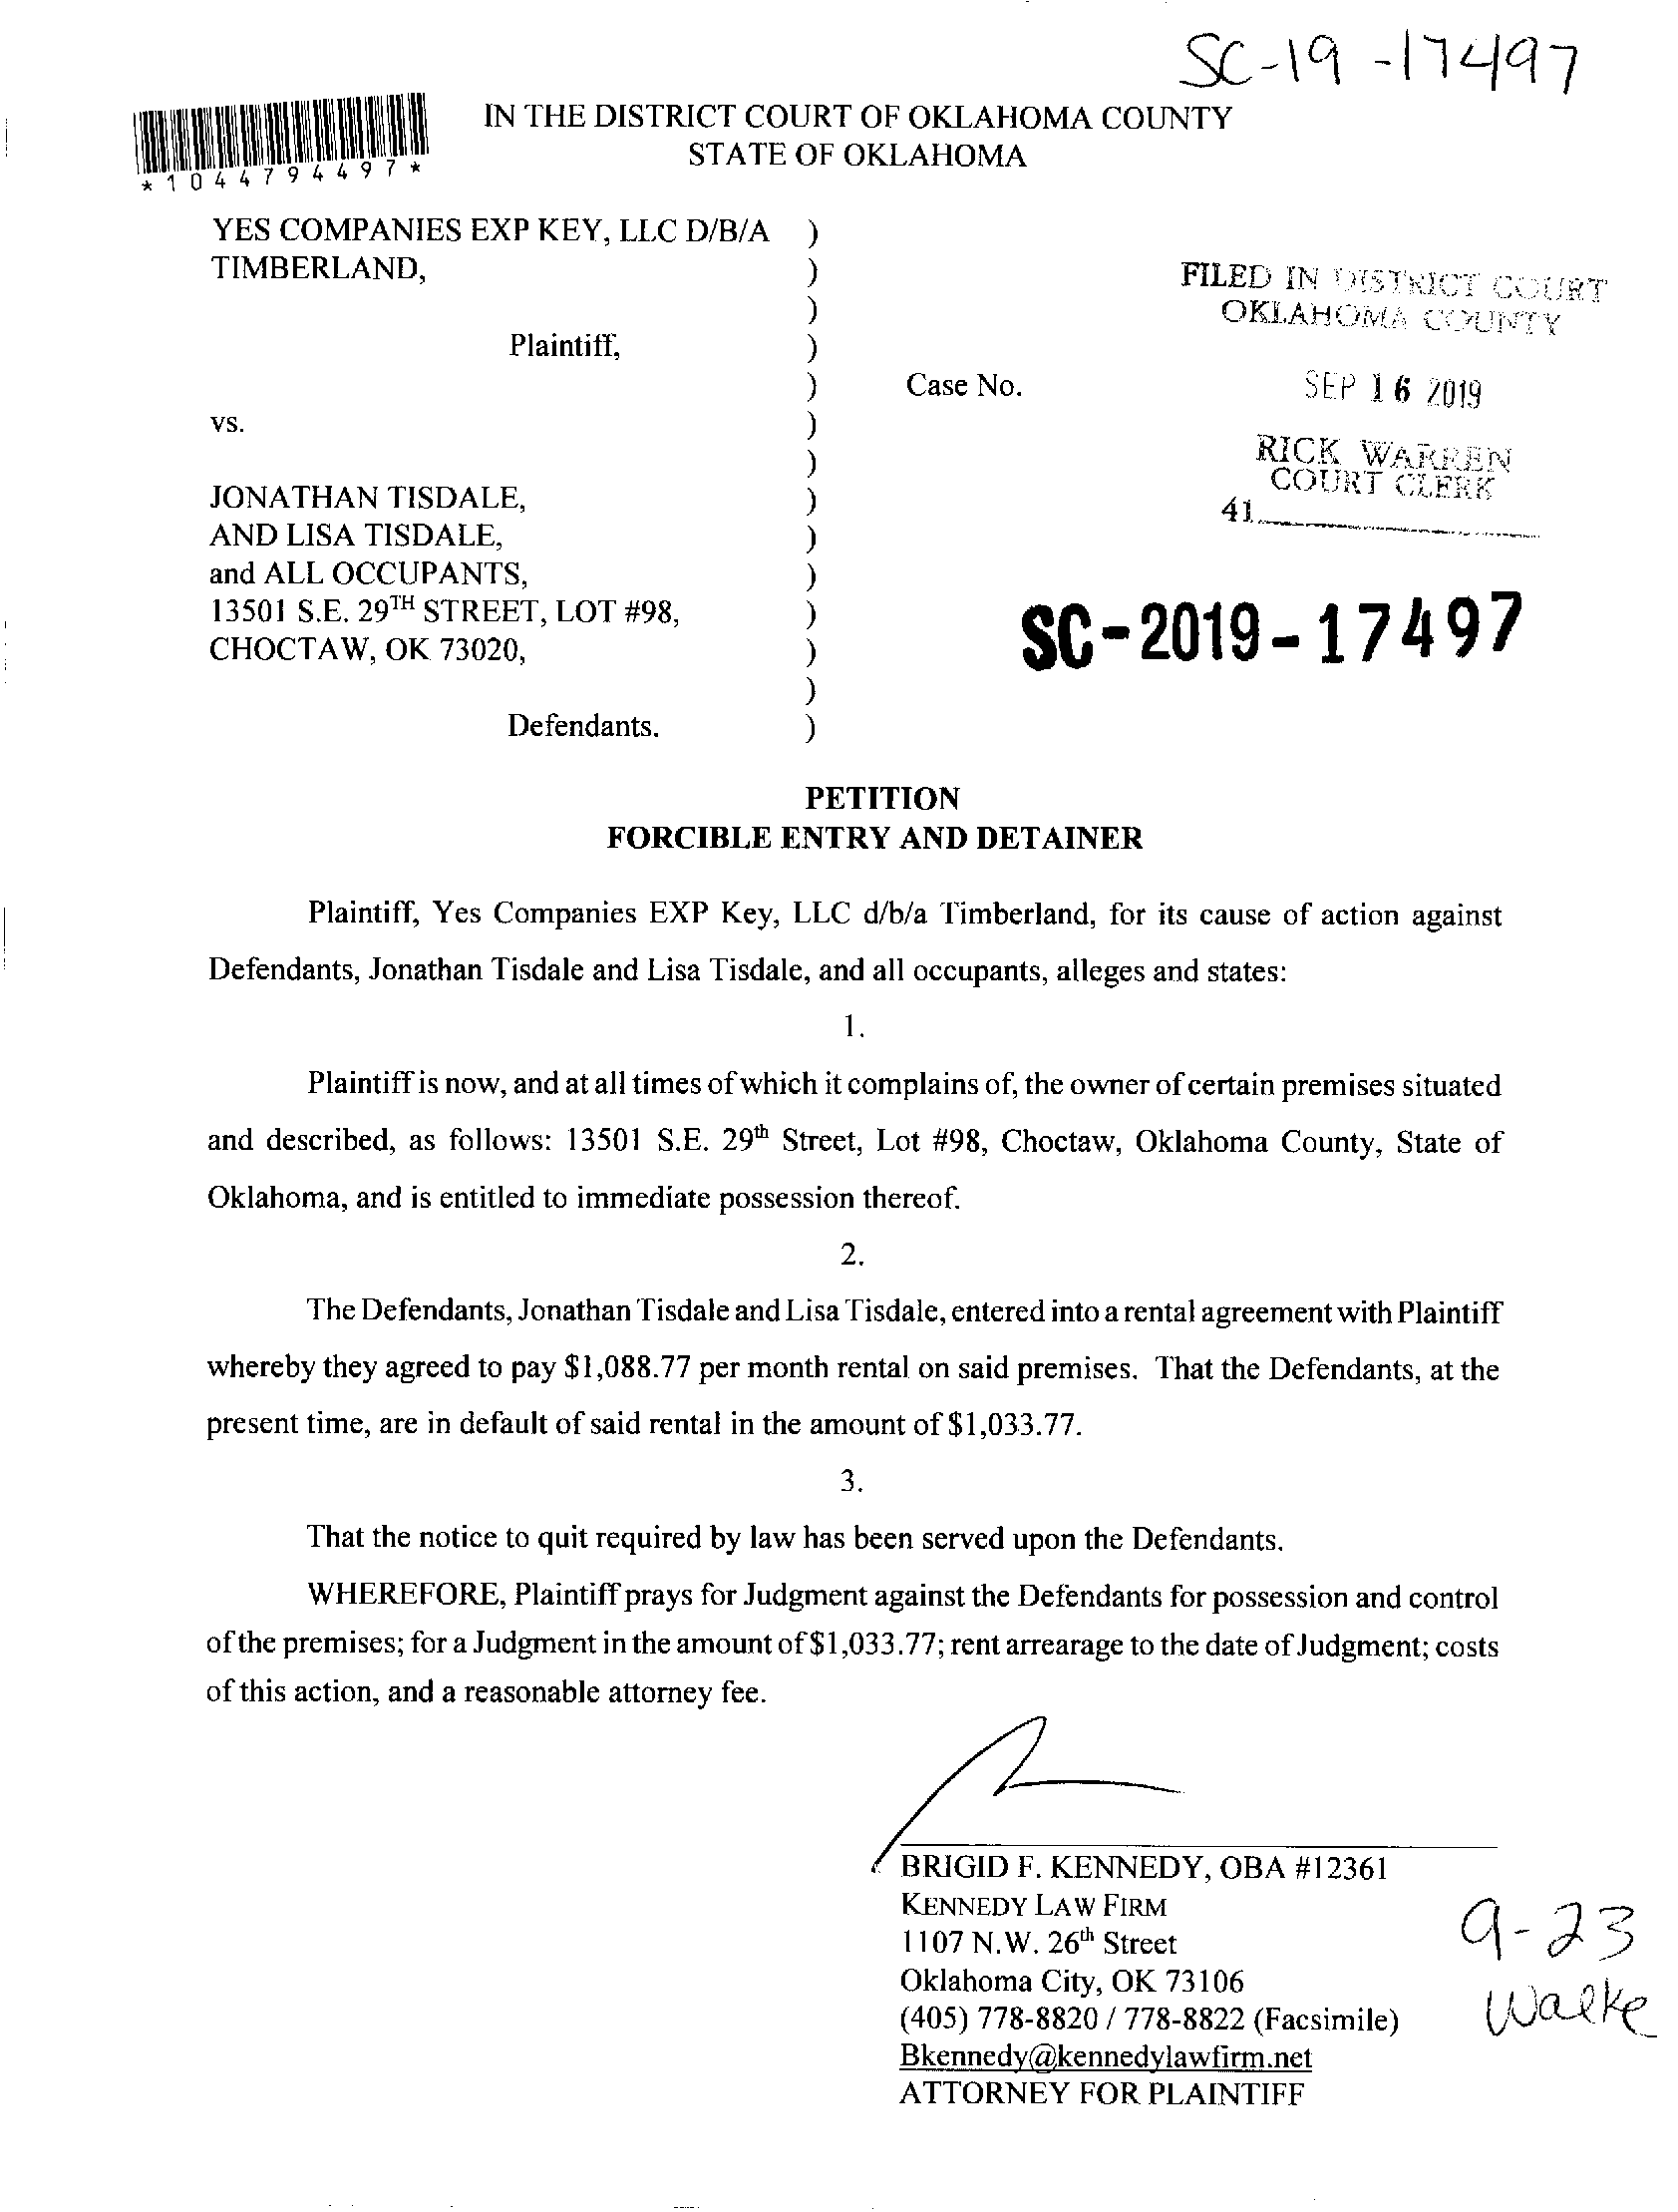 SC-19-17497
IN THE DISTRICT COURT OF OKLAHOMA COUNTY
STATE OF OKLAHOMA
*1044794497*
YES COMPANIES EXP KEY, LLC D/B/A )
TIMBERLAND, )
)
Plaintiff, )
) Case No.
vs. )
)
JONATHAN TISDALE, )
AND LISA TISDALE, )
and ALL OCCUPANTS, )
13501 S.E. 29TH STREET, LOT #98, )
CHOCTAW, OK 73020, )
)
Defendants. )
FILED IN DISTRICT COURT
OKLAHOMA COUNTY
SEP 16 2019
RICK WARREN
COURT CLERK
41
SC-2019-17497
PETITION
FORCIBLE ENTRY AND DETAINER
Plaintiff, Yes Companies EXP Key, LLC d/b/a Timberland, for its cause of action against
Defendants, Jonathan Tisdale and Lisa Tisdale, and all occupants, alleges and states:
1.
Plaintiff is now, and at all times of which it complains of, the owner of certain premises situated
and described, as follows: 13501 S.E. 29th Street, Lot #98, Choctaw, Oklahoma County, State of
Oklahoma, and is entitled to immediate possession thereof.
2.
The Defendants, Jonathan Tisdale and Lisa Tisdale, entered into a rental agreement with Plaintiff
whereby they agreed to pay $1,088.77 per month rental on said premises. That the Defendants, at the
present time, are in default of said rental in the amount of $1,033.77.
3.
That the notice to quit required by law has been served upon the Defendants.
WHEREFORE, Plaintiff prays for Judgment against the Defendants for possession and control
of the premises; for a Judgment in the amount of $1,033.77; rent arrearage to the date of Judgment; costs
of this action, and a reasonable attorney fee.
BRIGID F. KENNEDY, OBA #12361
KENNEDY LAW FIRM
1107 N.W. 26th Street
Oklahoma City, OK 73106
(405) 778-8820 / 778-8822 (Facsimile)
Bkennedy@kennedylawfirm.net
ATTORNEY FOR PLAINTIFF
9-23
Walke